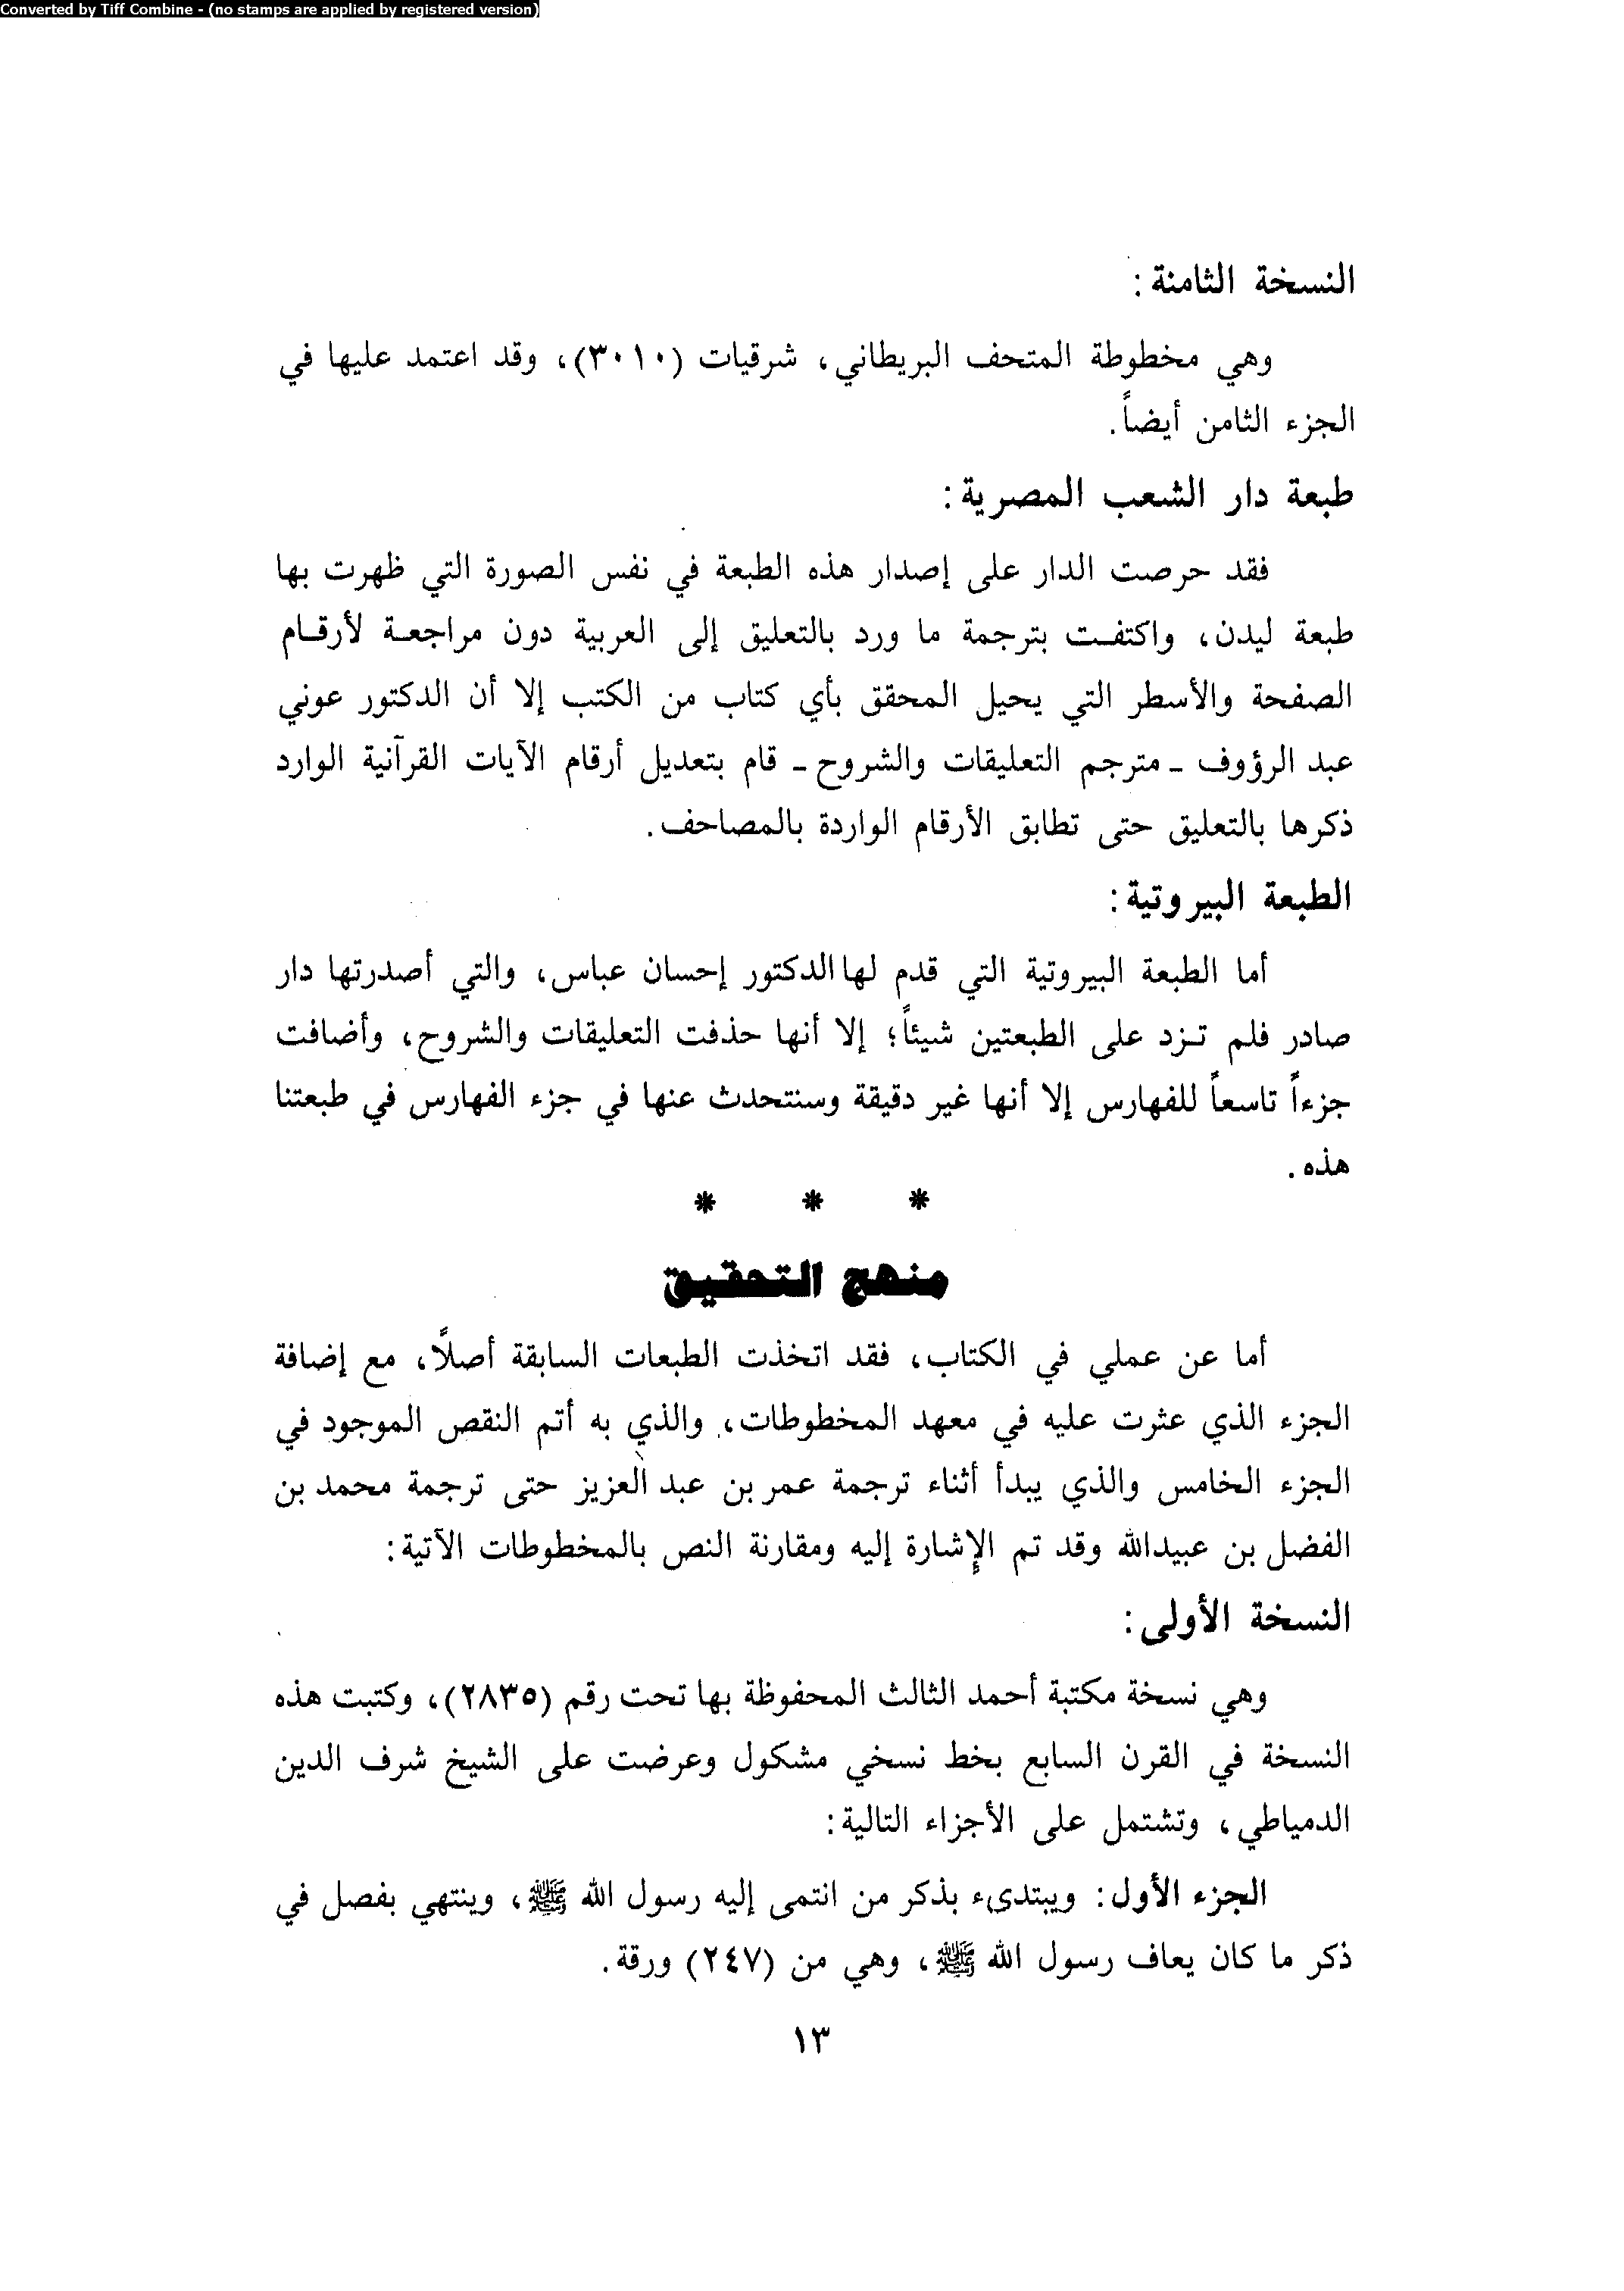 Converted by Tiff Combine - (no stamps are applied by registered version)
النسخة الثامنة:
وهي مخطوطة المتحف البريطاني، شرقيات (٣٠١٠)، وقد اعتمد عليها في
الجزء الثامن أيضاً.
طبعة دار الشعب المصرية:
فقد حرصت الدار على إصدار هذه الطبعة في نفس الصورة التي ظهرت بها
طبعة ليدن، واكتفت بترجمة ما ورد بالتعليق إلى العربية دون مراجعة لأرقام
الصفحة والأسطر التي يحيل المحقق بأي كتاب من الكتب إلا أن الدكتور عوني
عبد الرؤوف - مترجم التعليقات والشروح - قام بتعديل أرقام الآيات القرآنية الوارد
ذكرها بالتعليق حتى تطابق الأرقام الواردة بالمصاحف.
الطبعة البيروتية:
أما الطبعة البيروتية التي قدم لها الدكتور إحسان عباس، والتي أصدرتها دار
صادر فلم تزد على الطبعتين شيئاً؛ إلا أنها حذفت التعليقات والشروح، وأضافت
جزءاً تاسعاً للفهارس إلا أنها غير دقيقة وسنتحدث عنها في جزء الفهارس في طبعتنا
هذه.
* * *
منهج التحقيق
أما عن عملي في الكتاب، فقد اتخذت الطبعات السابقة أصلًا، مع إضافة
الجزء الذي عثرت عليه في معهد المخطوطات، والذي به أتم النقص الموجود في
الجزء الخامس والذي يبدأ أثناء ترجمة عمر بن عبد العزيز حتى ترجمة محمد بن
الفضل بن عبيدالله وقد تم الإشارة إليه ومقارنة النص بالمخطوطات الآتية:
النسخة الأولى:
وهي نسخة مكتبة أحمد الثالث المحفوظة بها تحت رقم (٢٨٣٥)، وكتبت هذه
النسخة في القرن السابع بخط نسخي مشكول وعرضت على الشيخ شرف الدين
الدمياطي، وتشتمل على الأجزاء التالية:
الجزء الأول: ويبتدىء بذكر من انتمى إليه رسول الله ﷺ، وينتهي بفصل في
ذكر ما كان يعاف رسول الله ﷺ، وهي من (٢٤٧) ورقة.
١٣